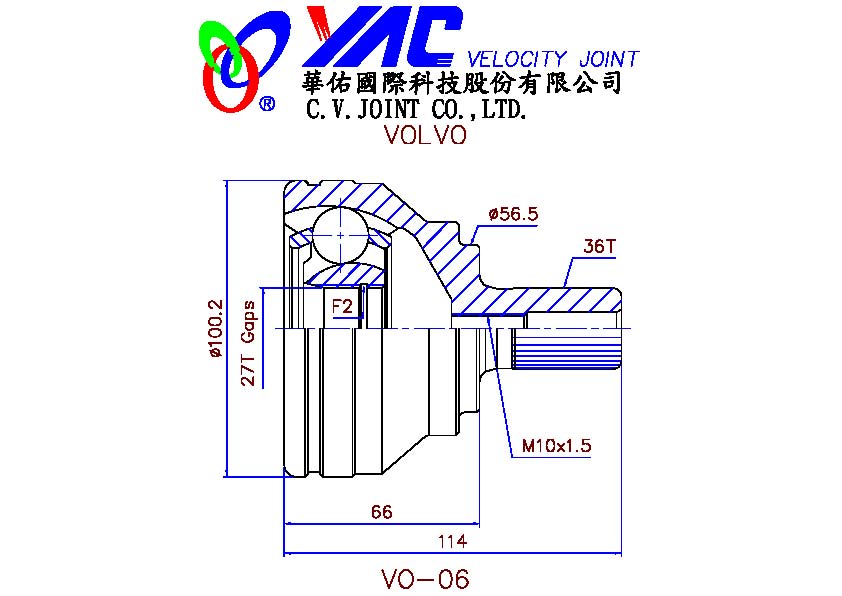 YAC VELOCITY JOINT
®
華佑國際科技股份有限公司
C.V.JOINT CO.,LTD.
VOLVO
ø56.5
36T
F2
ø100.2
27T Gaps
M10x1.5
66
114
VO-06